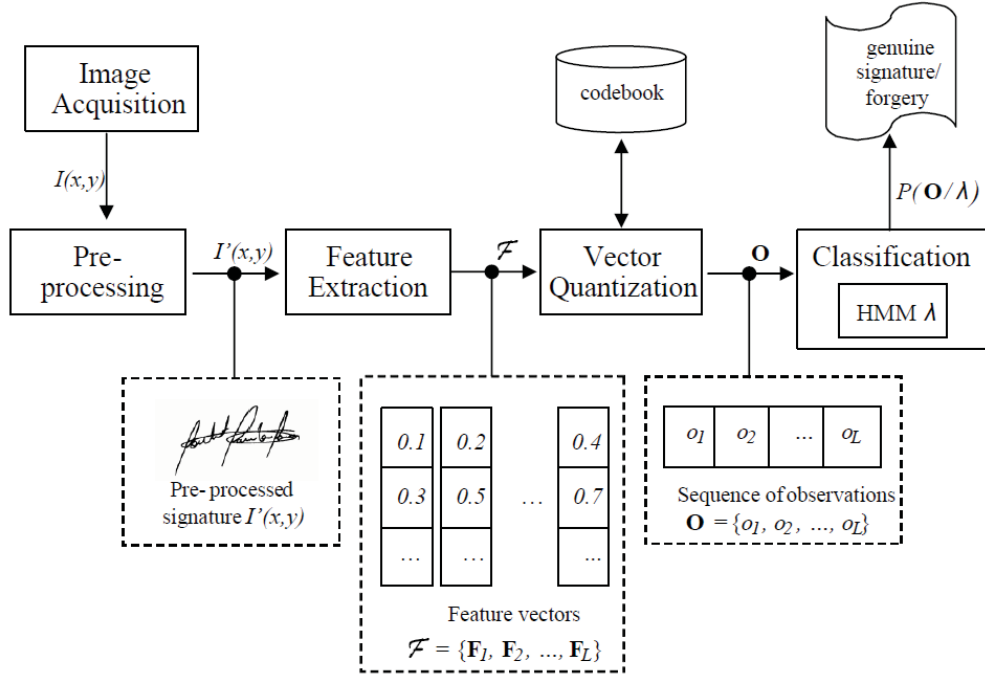 Image
Acquisition
I(x,y)
Pre-
processing
I'(x,y)
Feature
Extraction
ℱ
codebook
Vector
Quantization
O
genuine
signature/
forgery
P(O/λ)
Classification
HMM λ
Pre-processed
signature I'(x,y)
0.1 0.2 0.4
0.3 0.5 ... 0.7
... ... ...
Feature vectors
ℱ = {F1, F2, ..., FL}
o1 o2 ... oL
Sequence of observations
O = {o1, o2, ..., oL}